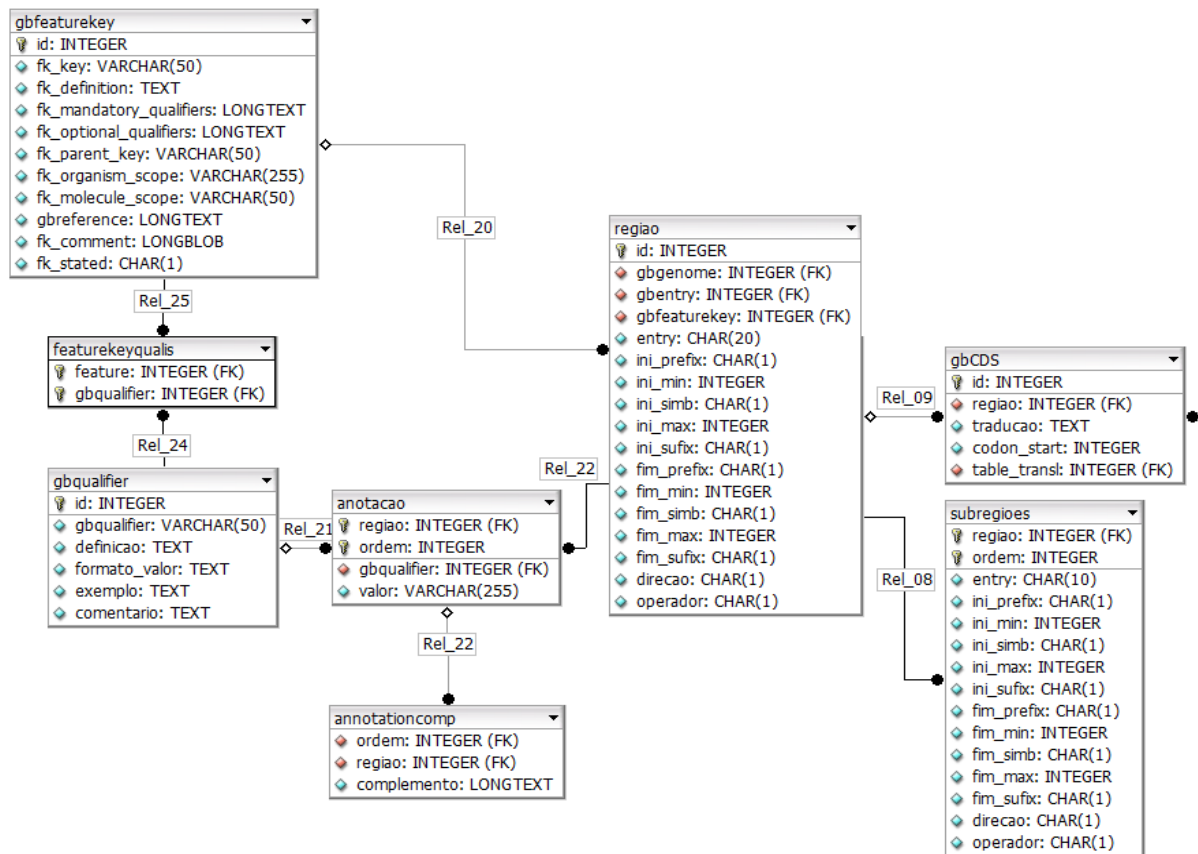 gbfeaturekey
id: INTEGER
fk_key: VARCHAR(50)
fk_definition: TEXT
fk_mandatory_qualifiers: LONGTEXT
fk_optional_qualifiers: LONGTEXT
fk_parent_key: VARCHAR(50)
fk_organism_scope: VARCHAR(255)
fk_molecule_scope: VARCHAR(50)
gbreference: LONGTEXT
fk_comment: LONGBLOB
fk_stated: CHAR(1)
Rel_20
Rel_25
featurekeyqualis
feature: INTEGER (FK)
gbqualifier: INTEGER (FK)
Rel_24
gbqualifier
id: INTEGER
gbqualifier: VARCHAR(50)
definicao: TEXT
formato_valor: TEXT
exemplo: TEXT
comentario: TEXT
Rel_21
anotacao
regiao: INTEGER (FK)
ordem: INTEGER
gbqualifier: INTEGER (FK)
valor: VARCHAR(255)
Rel_22
Rel_22
annotationcomp
ordem: INTEGER (FK)
regiao: INTEGER (FK)
complemento: LONGTEXT
regiao
id: INTEGER
gbgenome: INTEGER (FK)
gbentry: INTEGER (FK)
gbfeaturekey: INTEGER (FK)
entry: CHAR(20)
ini_prefix: CHAR(1)
ini_min: INTEGER
ini_simb: CHAR(1)
ini_max: INTEGER
ini_sufix: CHAR(1)
fim_prefix: CHAR(1)
fim_min: INTEGER
fim_simb: CHAR(1)
fim_max: INTEGER
fim_sufix: CHAR(1)
direcao: CHAR(1)
operador: CHAR(1)
Rel_09
gbCDS
id: INTEGER
regiao: INTEGER (FK)
traducao: TEXT
codon_start: INTEGER
table_transl: INTEGER (FK)
Rel_08
subregioes
regiao: INTEGER (FK)
ordem: INTEGER
entry: CHAR(10)
ini_prefix: CHAR(1)
ini_min: INTEGER
ini_simb: CHAR(1)
ini_max: INTEGER
ini_sufix: CHAR(1)
fim_prefix: CHAR(1)
fim_min: INTEGER
fim_simb: CHAR(1)
fim_max: INTEGER
fim_sufix: CHAR(1)
direcao: CHAR(1)
operador: CHAR(1)